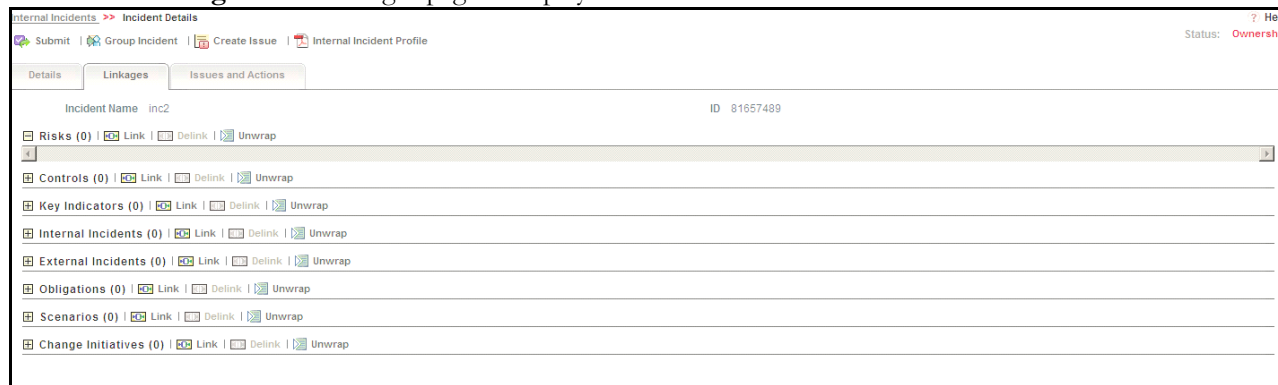 Internal Incidents >> Incident Details ? He
Submit | Group Incident | Create Issue | Internal Incident Profile Status: Ownersh
Details Linkages Issues and Actions
Incident Name inc2 ID 81657489
Risks (0) | Link | Delink | Unwrap
Controls (0) | Link | Delink | Unwrap
Key Indicators (0) | Link | Delink | Unwrap
Internal Incidents (0) | Link | Delink | Unwrap
External Incidents (0) | Link | Delink | Unwrap
Obligations (0) | Link | Delink | Unwrap
Scenarios (0) | Link | Delink | Unwrap
Change Initiatives (0) | Link | Delink | Unwrap